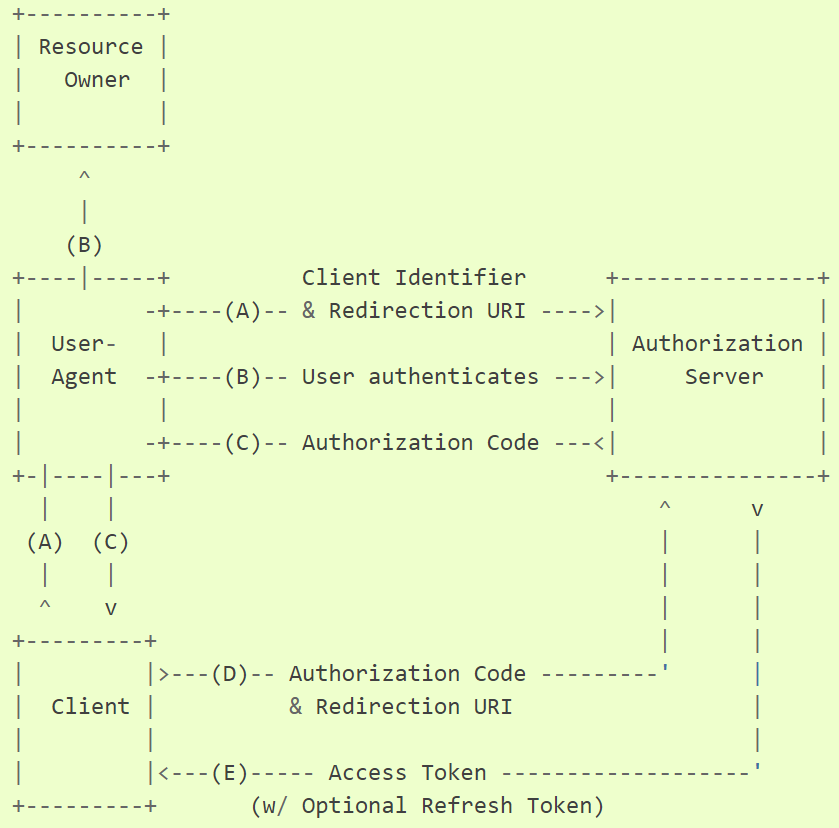 +----------+
| Resource |
|   Owner  |
|          |
+----------+
     ^
     |
    (B)
+----|-----+          Client Identifier      +---------------+
|         -+----(A)-- & Redirection URI ---->|               |
|  User-   |                                 | Authorization |
|  Agent  -+----(B)-- User authenticates --->|     Server    |
|          |                                 |               |
|         -+----(C)-- Authorization Code ---<|               |
+-|----|---+                                 +---------------+
  |    |                                         ^      v
 (A)  (C)                                        |      |
  |    |                                         |      |
  ^    v                                         |      |
+---------+                                      |      |
|         |>---(D)-- Authorization Code ---------'      |
|  Client |          & Redirection URI                  |
|         |                                             |
|         |<---(E)----- Access Token -------------------'
+---------+       (w/ Optional Refresh Token)